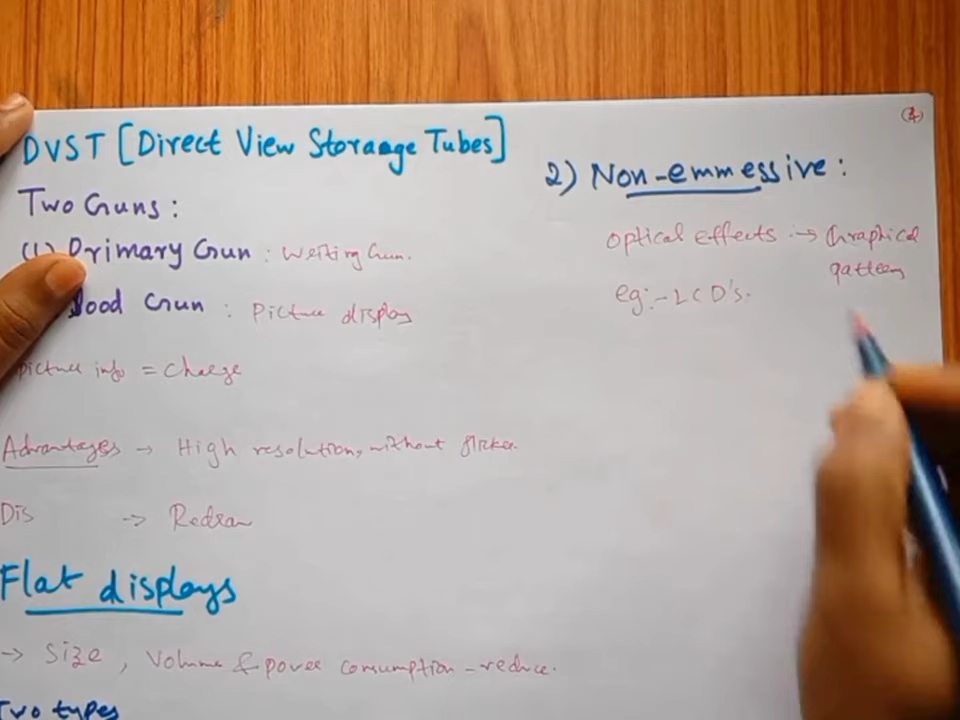 DVST [Direct View Storaage Tubes]
Two Guns:
(1) Primary Gun : Writing Gun.
lood Gun : Picture display
picture info = Charge
Advantages → High resolution, without flicker.
Dis → Redraw
Flat displays
→ Size, Volume & power consumption - reduce.
Two types
(2)
2) Non-emmessive:
Optical effects → Graphical
pattern
eg:- LCD's.